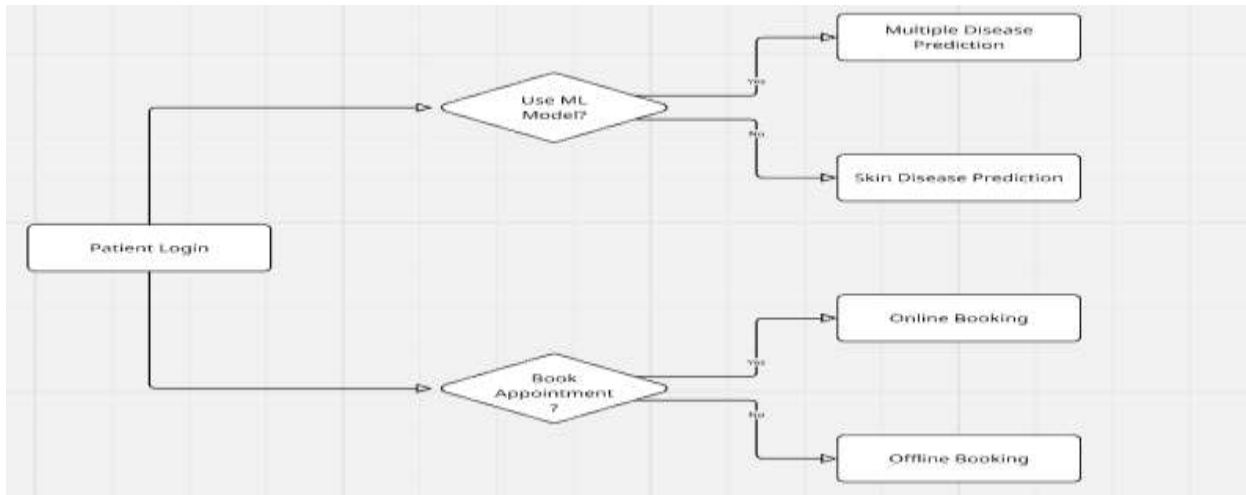 Multiple Disease
Prediction
Use ML
Model?
Yes
No
Skin Disease Prediction
Patient Login
Online Booking
Book
Appointment
?
Yes
No
Offline Booking